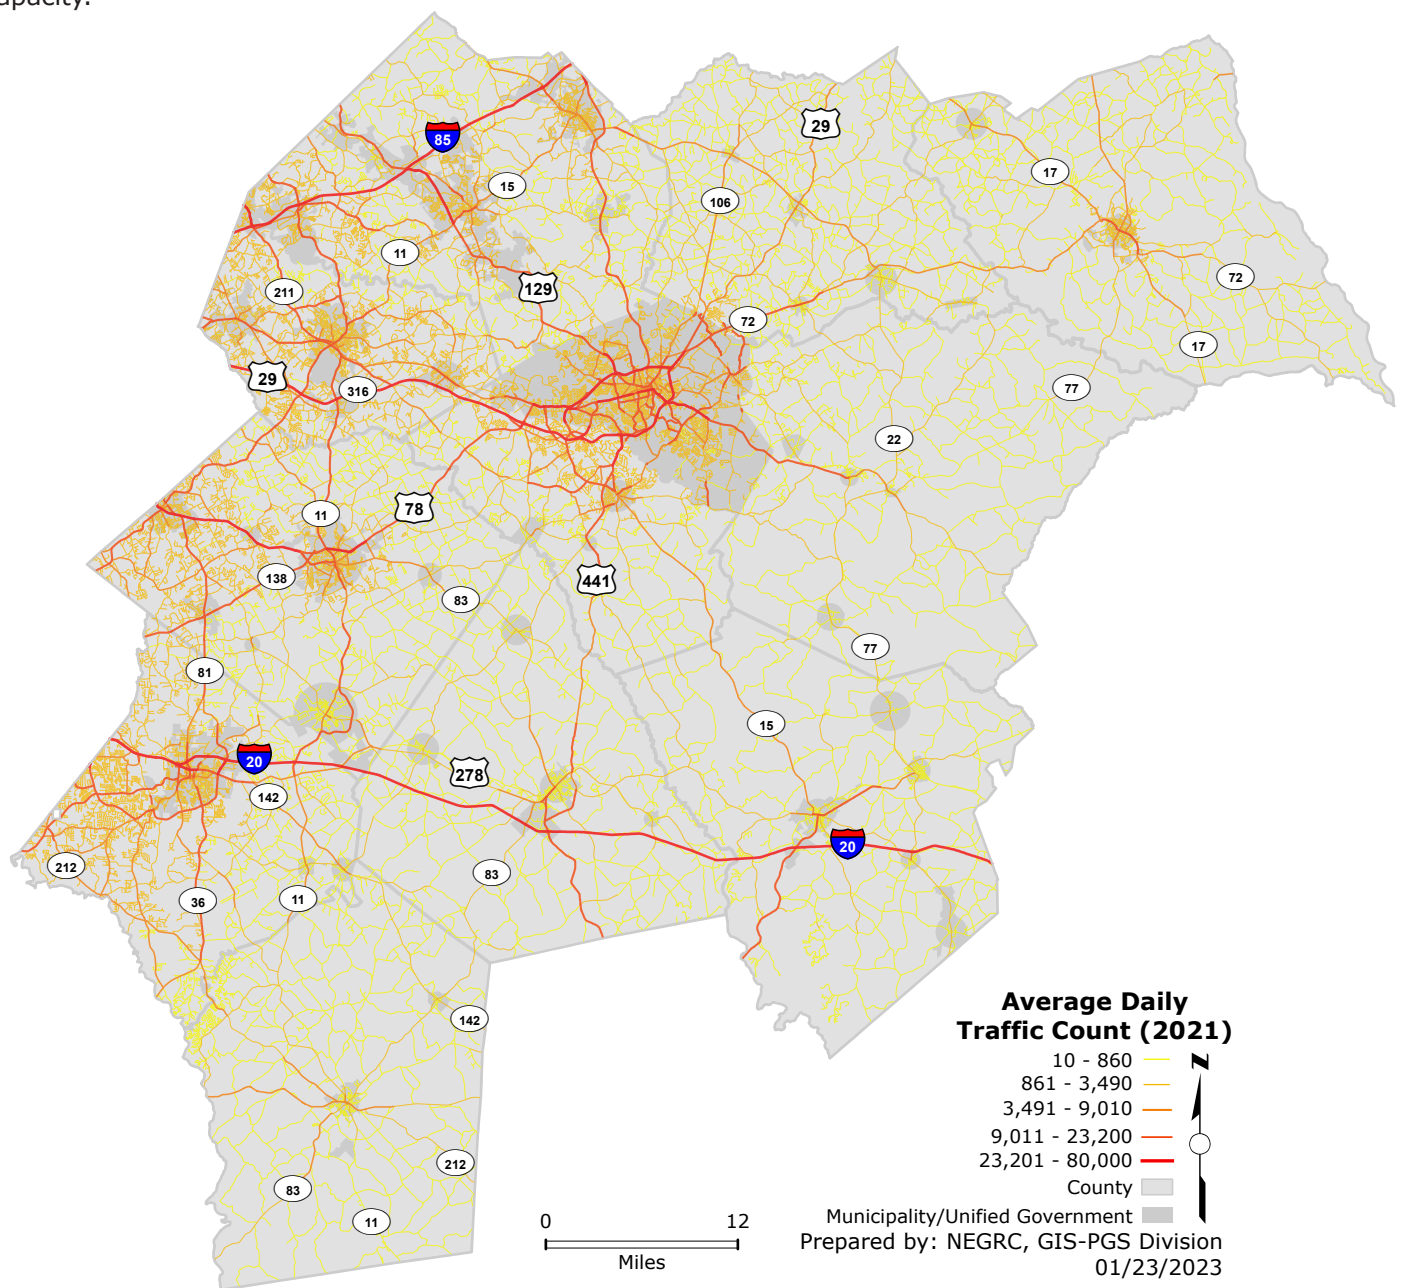 apacity.
85
29
17
15
106
11
72
211
129
72
17
29
316
77
22
11
78
138
441
83
77
81
15
20
278
142
20
212
83
36
11
142
212
83
11
Average Daily
Traffic Count (2021)
10 - 860
861 - 3,490
3,491 - 9,010
9,011 - 23,200
23,201 - 80,000
County
Municipality/Unified Government
N
0 12
Miles
Prepared by: NEGRC, GIS-PGS Division
01/23/2023